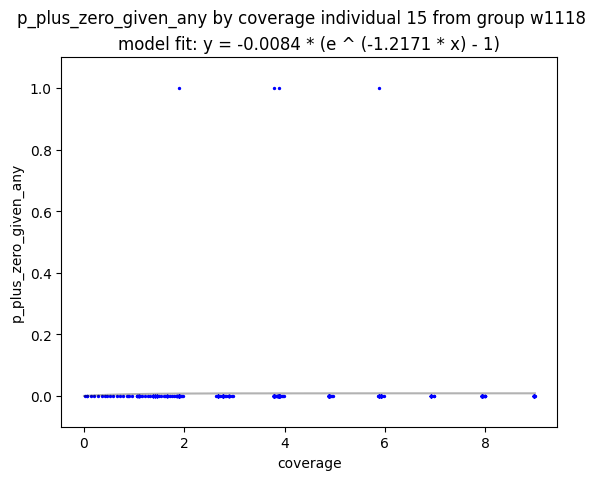 p_plus_zero_given_any by coverage individual 15 from group w1118
model fit: y = -0.0084 * (e ^ (-1.2171 * x) - 1)
1.0
0.8
0.6
0.4
0.2
0.0
p_plus_zero_given_any
0 2 4 6 8
coverage